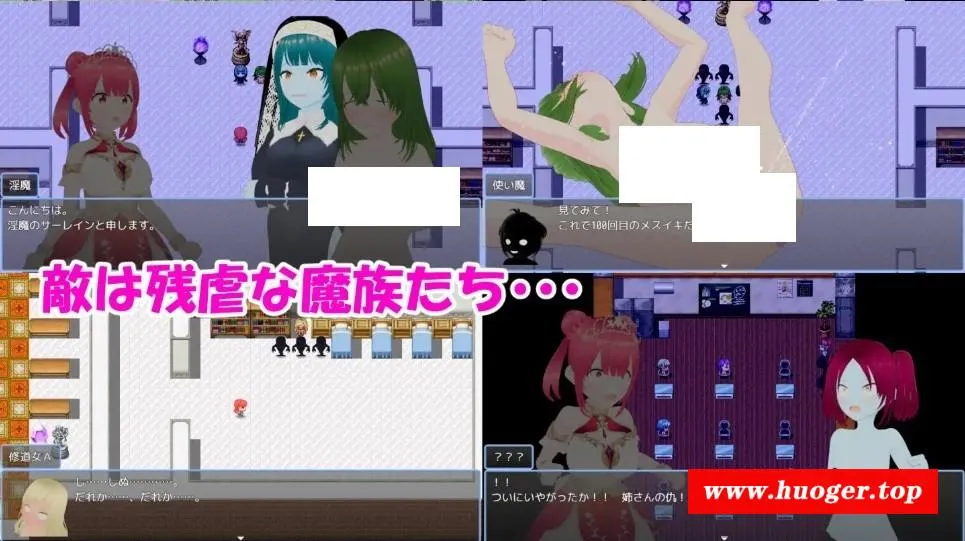 淫魔
こんにちは。
淫魔のサーレインと申します。
使い魔
見てみて！
これで100回目のメスイキだ
敵は残虐な魔族たち・・・
修道女A
し……しぬ…………。
だれか……、だれか……。
？？？
！！
ついにいやがったか！！　姉さんの仇！
www.huoger.top